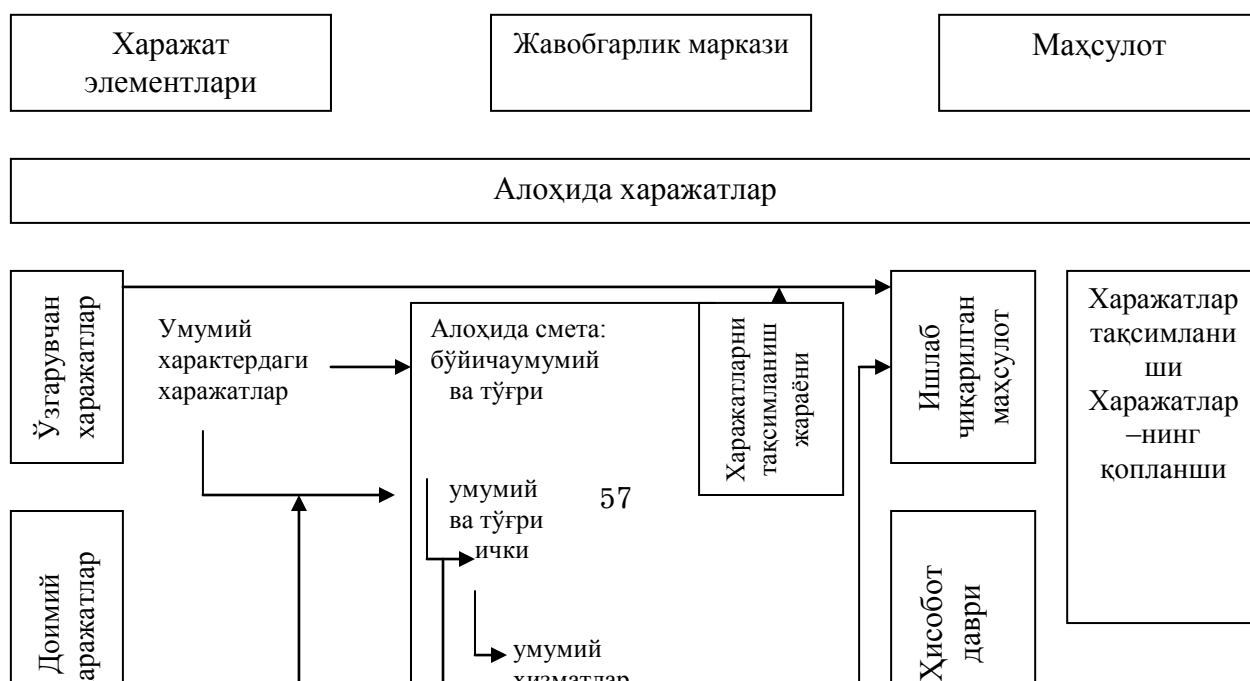 Харажат
элементлари
Жавобгарлик маркази
Маҳсулот
Алоҳида харажатлар
Ўзгарувчан
харажатлар
Умумий
характердаги
харажатлар
Алоҳида смета:
бўйичаумумий
ва тўғри
Харажатларни
тақсимланиш
жараёни
Ишлаб
чиқарилган
маҳсулот
Харажатлар
тақсимлани
ши
Харажатлар
–нинг
қопланши
умумий
ва тўғри
ички
57
Доимий
Ҳисобот
даври
умумий